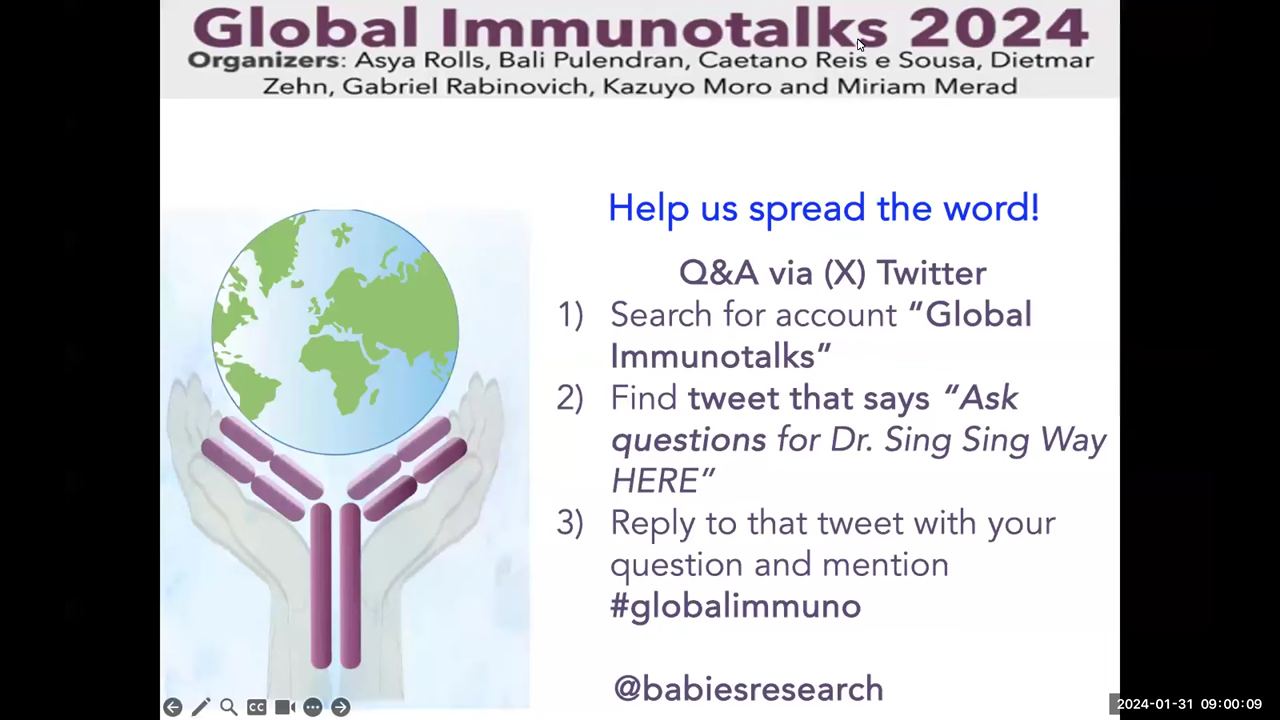 Global Immunotalks 2024
Organizers: Asya Rolls, Bali Pulendran, Caetano Reis e Sousa, Dietmar
Zehn, Gabriel Rabinovich, Kazuyo Moro and Miriam Merad
Help us spread the word!
Q&A via (X) Twitter
1) Search for account “Global
Immunotalks”
2) Find tweet that says “Ask
questions for Dr. Sing Sing Way
HERE”
3) Reply to that tweet with your
question and mention
#globalimmuno
@babiesresearch
CC
2024-01-31 09:00:09